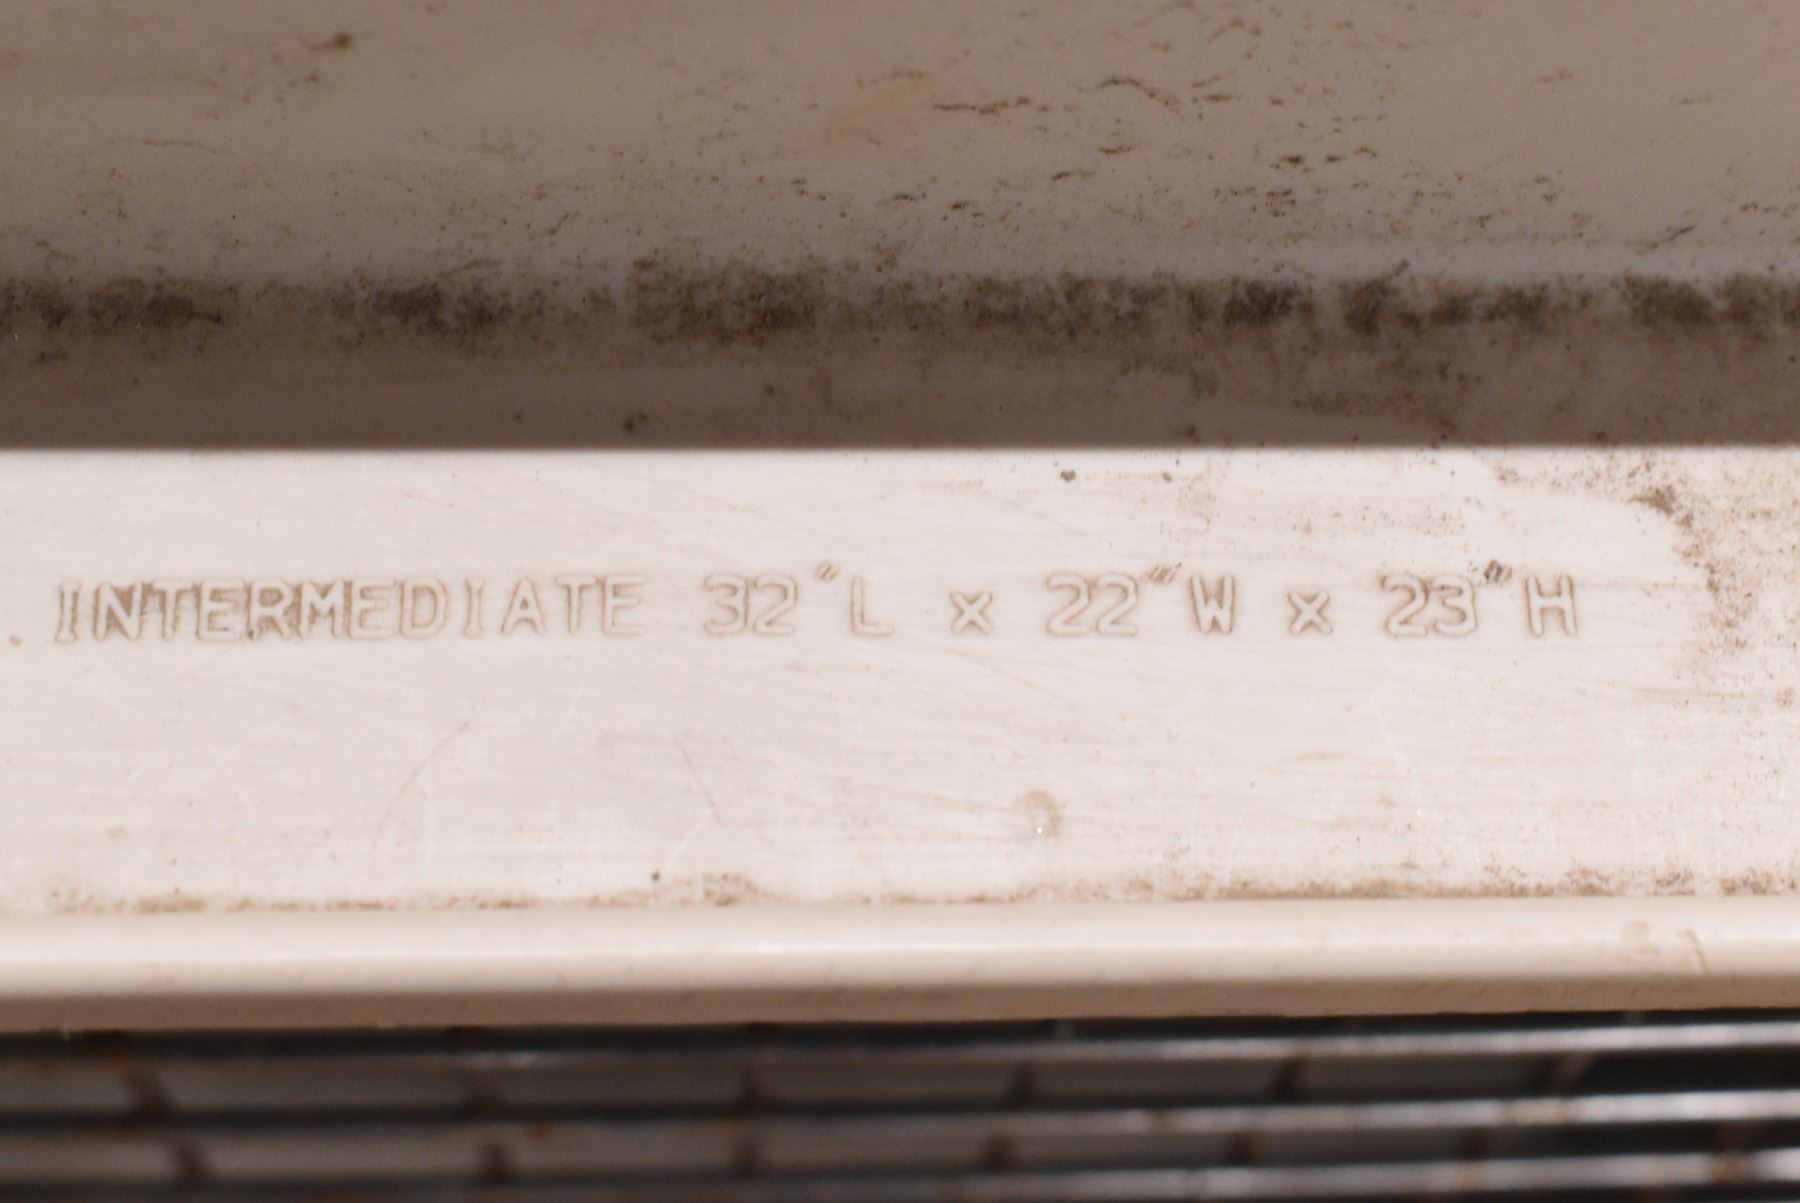 INTERMEDIATE 32"L x 22"W x 23"H